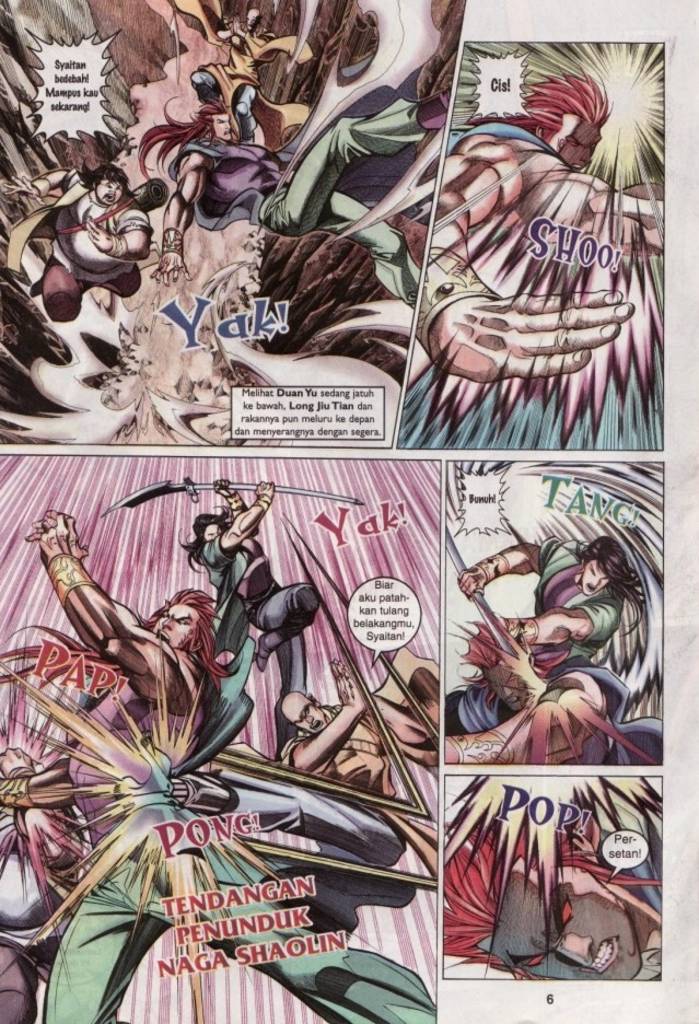 Syaitan
bedebah!
Mampus kau
sekarang!
Yak!
Melihat Duan Yu sedang jatuh
ke bawah, Long Jiu Tian dan
rakannya pun meluru ke depan
dan menyerangnya dengan segera.
Cis!
SHOO!
Yak!
Biar
aku patah-
kan tulang
belakangmu,
Syaitan!
PAP!
PONG!
TENDANGAN
PENUNDUK
NAGA SHAOLIN
Bunuh!
TANG!
POP!
Per-
setan!
6